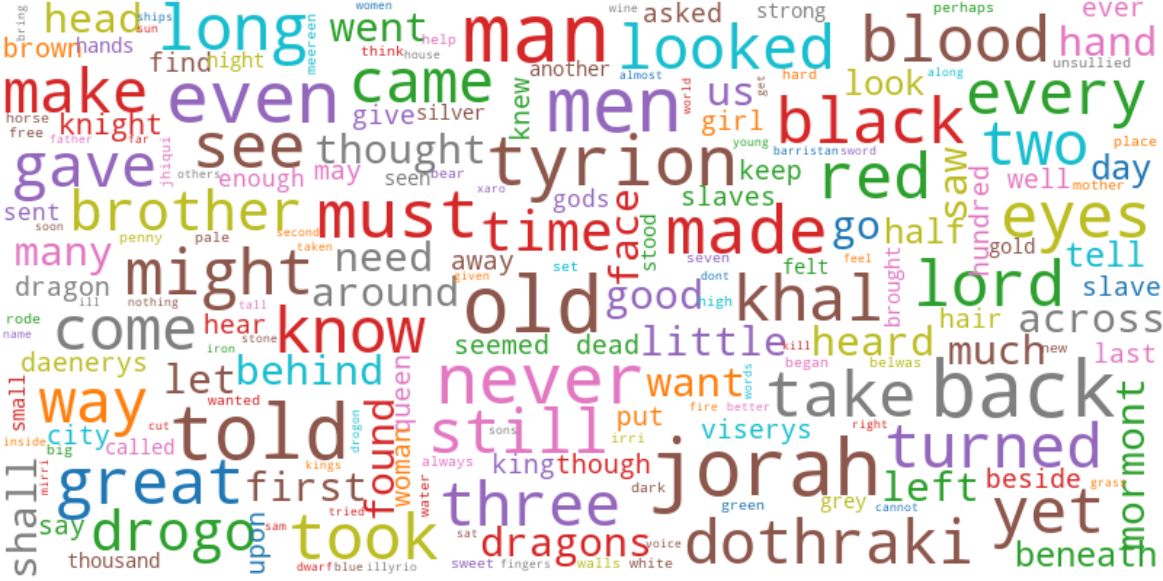 bring
head
ships
sun
long
women
went
help
man
wine
asked
strong
perhaps
ever
brown
hands
find
hight
meereen
think
house
looked
blood
hand
unsullied
make
even
came
another
almost
hard
look
along
every
horse
free
knight
give
silver
knew
men
world
us
get
girl
black
two
place
father
far
gave
jhiqui
see
thought
tyrion
young
barristan
sword
keep
red
saw
day
others
enough
may
seen
bear
xaro
gods
slaves
hundred
well
mother
sent
soon
brother
second
must
time
face
stood
made
go
half
eyes
many
penny
pale
taken
need
away
given
set
seven
dont
felt
feel
gold
tell
dragon
ill
might
nothing
tall
around
old
good
high
khal
brought
lord
slave
rode
name
come
iron
hear
stone
know
seemed
dead
little
kill
heard
hair
across
daenerys
let
behind
queen
never
want
words
began
belwas
much
new
last
small
way
wanted
told
cut
drogon
found
woman
still
sons
put
irri
fire
better
take
back
mormont
inside
city
big
called
kings
always
king
though
viserys
right
turned
shall
mirri
great
first
tried
water
three
dark
jorah
green
grey
cannot
left
beside
grass
yet
say
drogo
upon
sam
took
sat
dragons
voice
dothraki
beneath
thousand
dwarf
blue
illyrio
sweet
fingers
walls
white